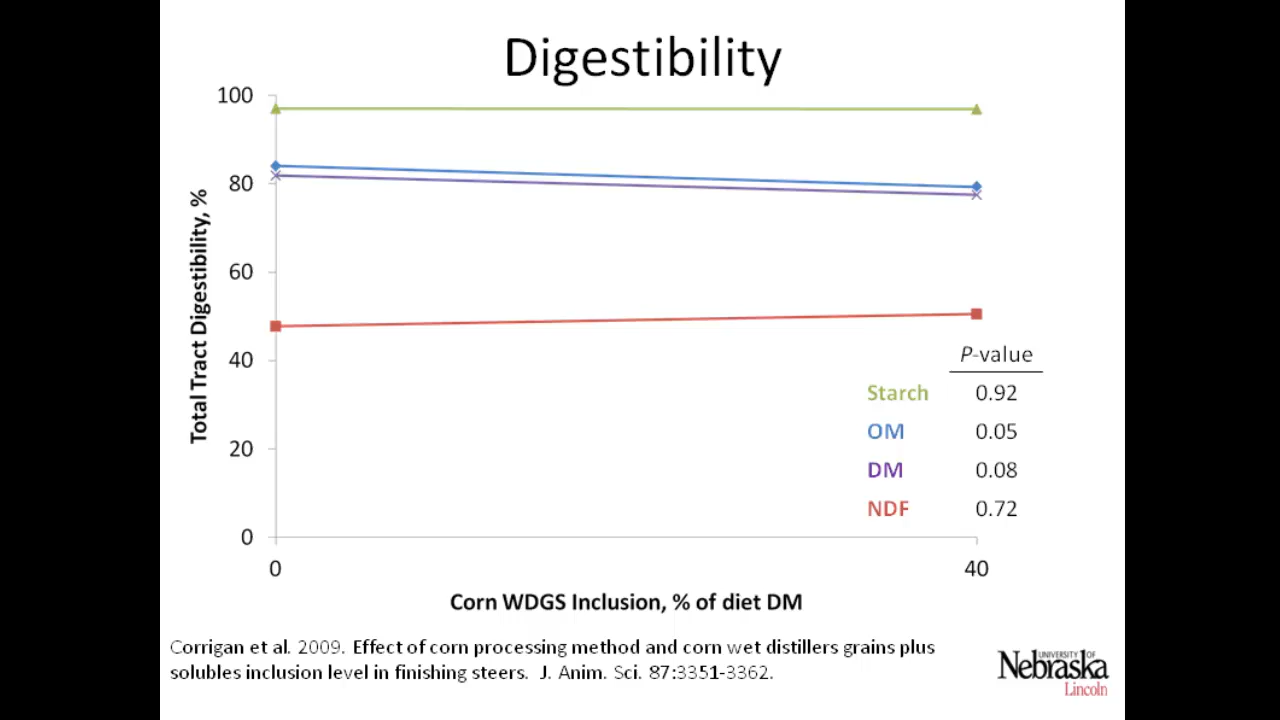 Digestibility
100
80
60
40
20
0
Total Tract Digestibility, %
0
40
Corn WDGS Inclusion, % of diet DM
P-value
Starch 0.92
OM 0.05
DM 0.08
NDF 0.72
Corrigan et al. 2009. Effect of corn processing method and corn wet distillers grains plus
solubles inclusion level in finishing steers. J. Anim. Sci. 87:3351-3362.
UNIVERSITY OF
Nebraska
Lincoln